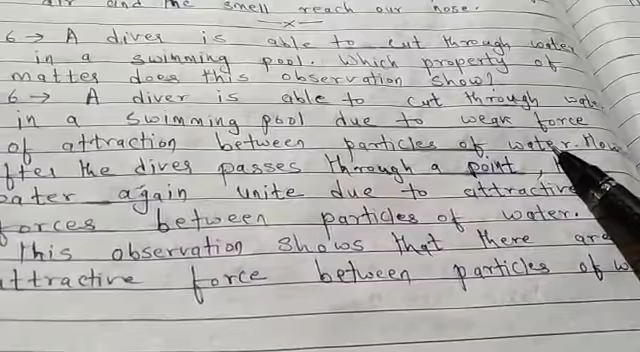 air and the smell reach our nose.
x
6 → A diver is able to cut through water
in a swimming pool. Which property of
matter does this observation show?
6 → A diver is able to cut through wate
in a swimming pool due to weak force
of attraction between particles of water. How
fter the diver passes through a point,
ater again unite due to attractive
forces between particles of water.
This observation shows that there are
attractive force between particles of w